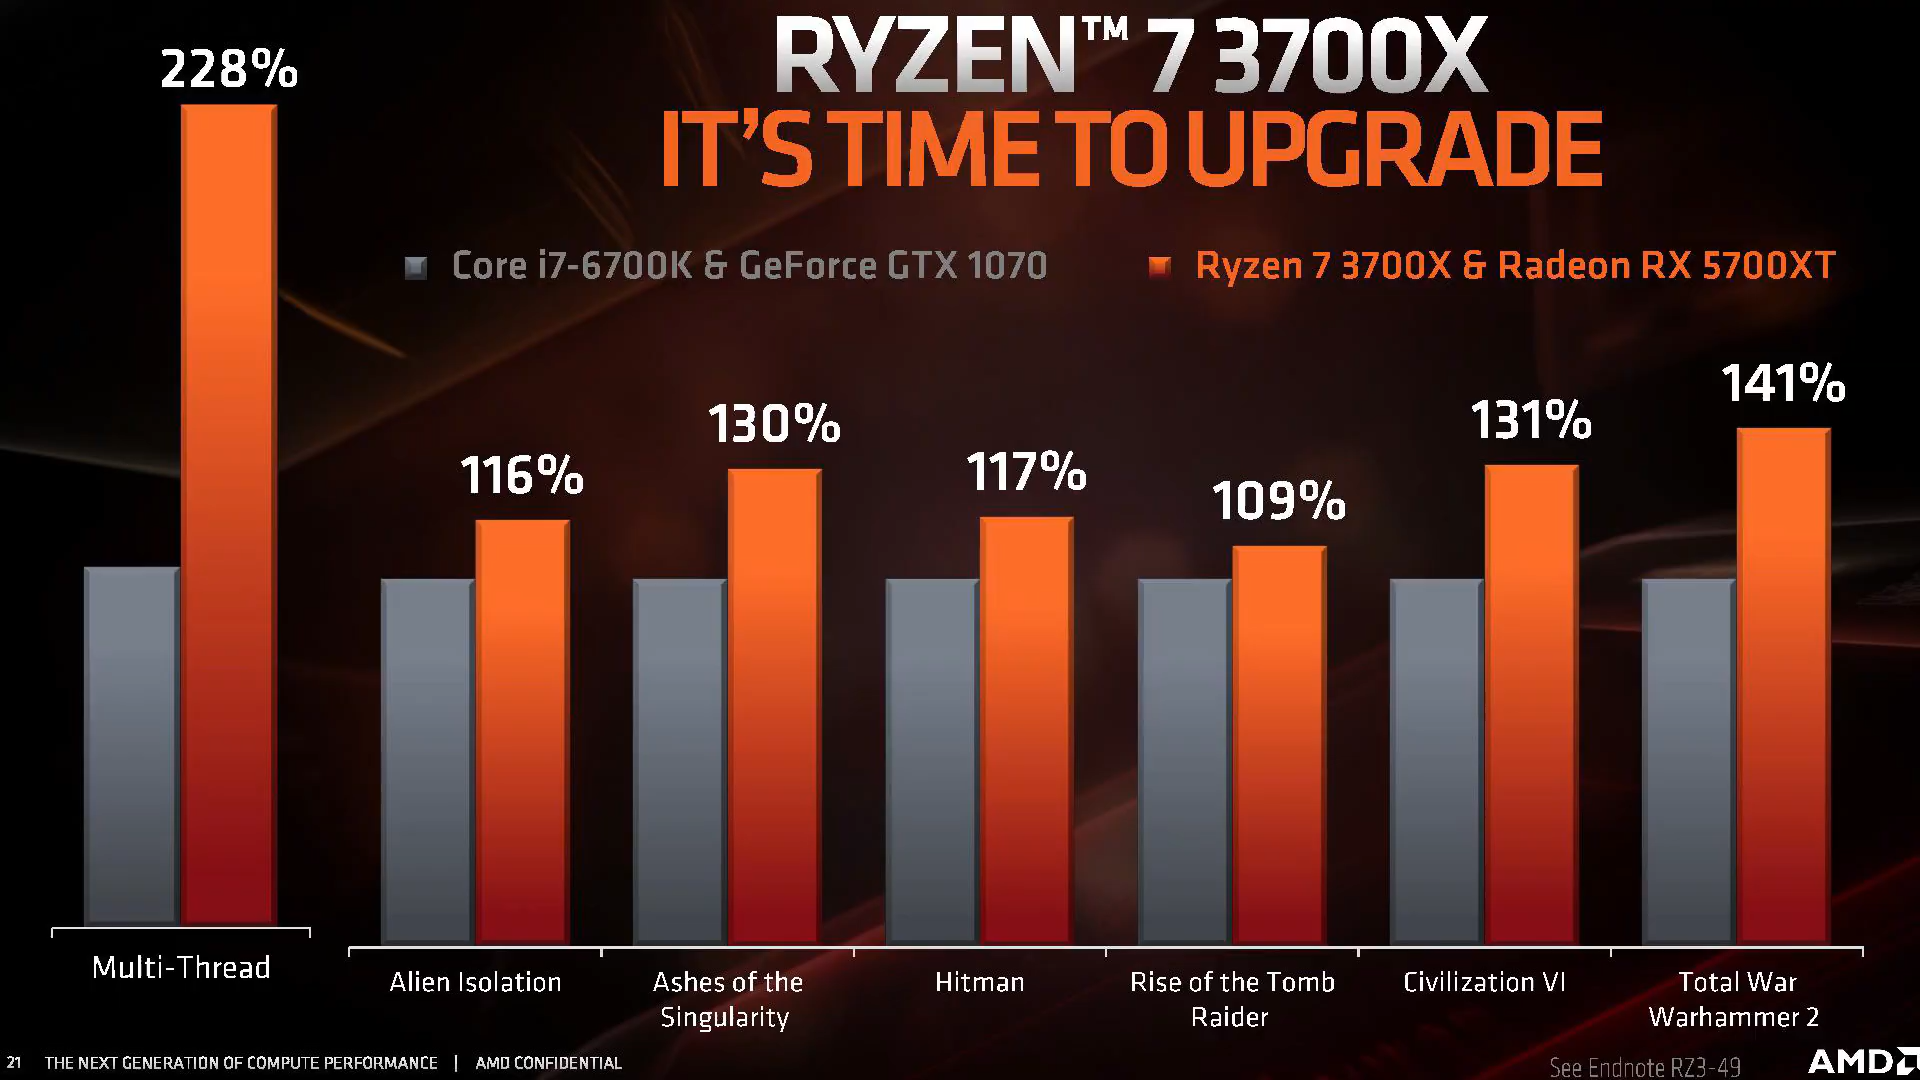 RYZEN™ 7 3700X
IT'S TIME TO UPGRADE
Core i7-6700K & GeForce GTX 1070
Ryzen 7 3700X & Radeon RX 5700XT
228%
116%
130%
117%
109%
131%
141%
Multi-Thread
Alien Isolation
Ashes of the
Singularity
Hitman
Rise of the Tomb
Raider
Civilization VI
Total War
Warhammer 2
21 THE NEXT GENERATION OF COMPUTE PERFORMANCE | AMD CONFIDENTIAL
See Endnote RZ3-49
AMD